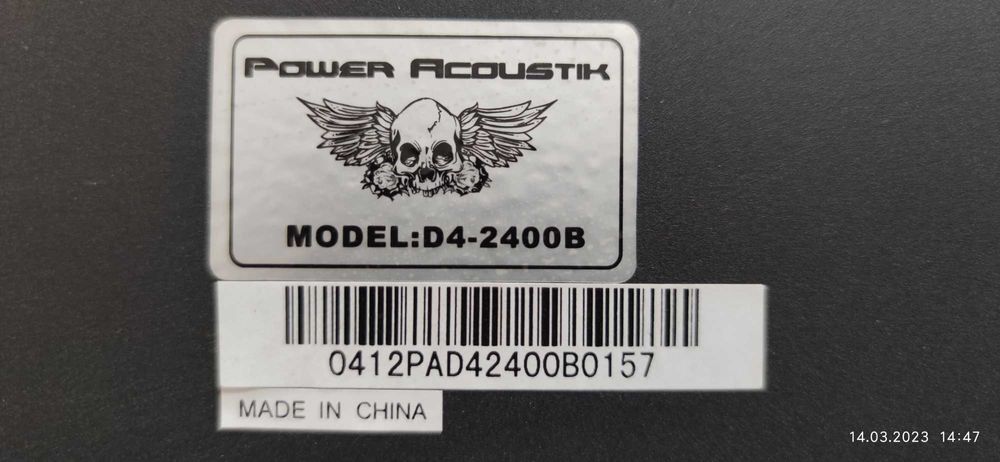 POWER ACOUSTIK
MODEL:D4-2400B
0412PAD42400B0157
MADE IN CHINA
14.03.2023 14:47